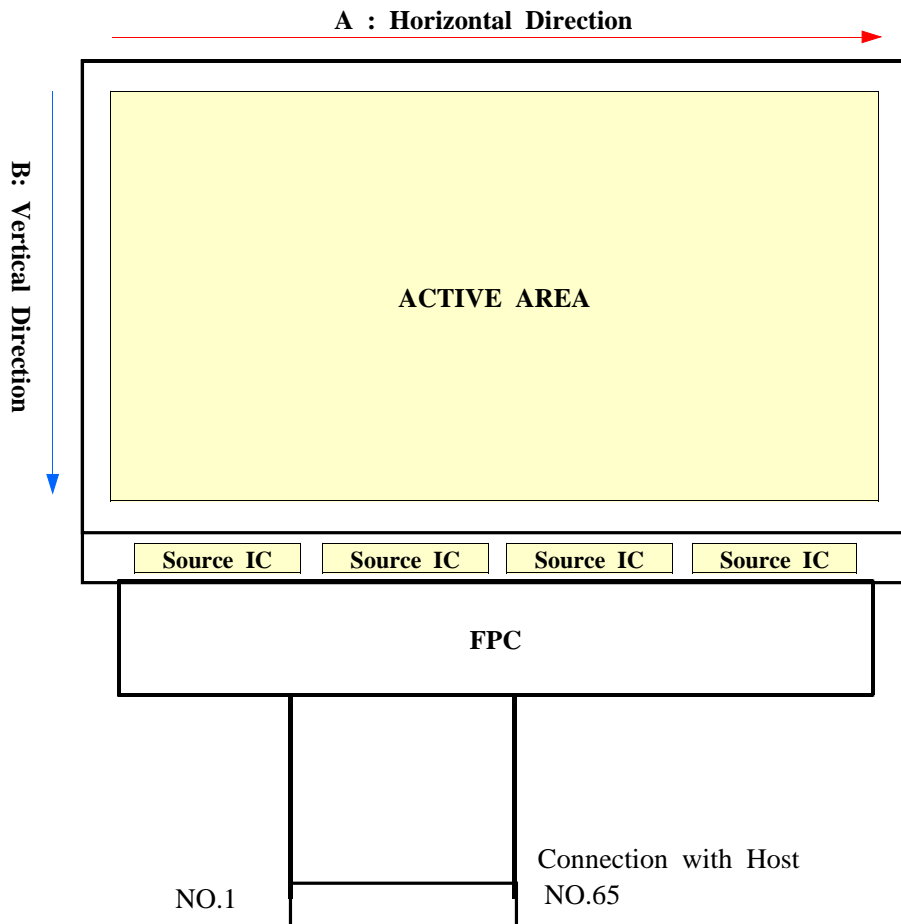 A : Horizontal Direction
B: Vertical Direction
ACTIVE AREA
Source IC Source IC Source IC Source IC
FPC
Connection with Host
NO.1 NO.65